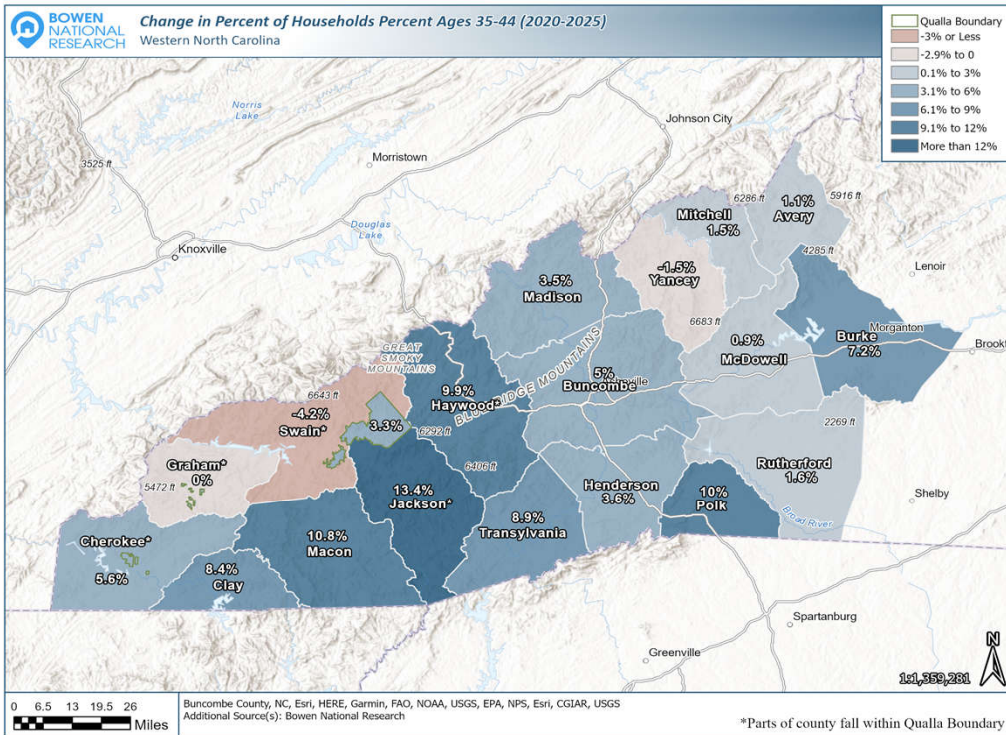 BOWEN
NATIONAL
RESEARCH
Change in Percent of Households Percent Ages 35-44 (2020-2025)
Western North Carolina
Qualla Boundary
-3% or Less
-2.9% to 0
0.1% to 3%
3.1% to 6%
6.1% to 9%
9.1% to 12%
More than 12%
Norris
Lake
Johnson City
3525 ft
Morristown
6286 ft
1.1%
Avery
5916 ft
Mitchell
1.5%
Douglas
Lake
Knoxville
4285 ft
Lenoir
-1.5%
Yancey
3.5%
Madison
6683 ft
Burke
Morganton
7.2%
0.9%
McDowell
Brookf
GREAT
SMOKY
MOUNTAINS
BLUE RIDGE MOUNTAINS
5%
Buncombe
9.9%
Haywood*
6643 ft
-4.2%
Swain*
3.3%
6292 ft
2269 ft
Graham*
0%
5472 ft
6406 ft
Rutherford
1.6%
Henderson
3.6%
10%
Polk
Shelby
13.4%
Jackson*
8.9%
Transylvania
Broad River
10.8%
Macon
Cherokee*
5.6%
8.4%
Clay
Spartanburg
Greenville
N
1:1,359,281
0 6.5 13 19.5 26
Miles
Buncombe County, NC, Esri, HERE, Garmin, FAO, NOAA, USGS, EPA, NPS, Esri, CGIAR, USGS
Additional Source(s): Bowen National Research
*Parts of county fall within Qualla Boundary